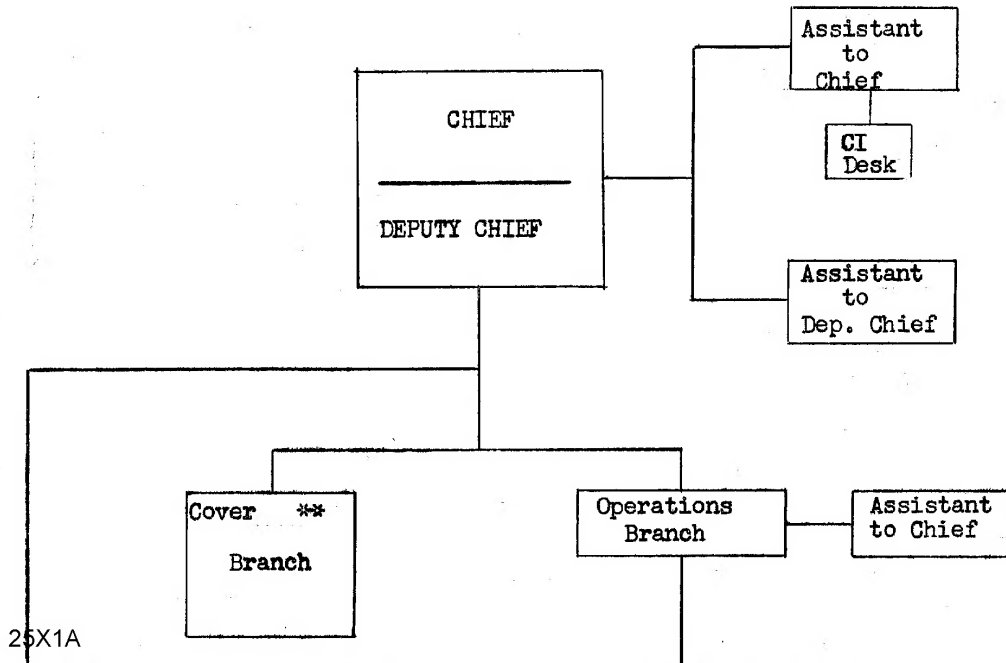 Assistant
to
Chief
CHIEF
CI
Desk
DEPUTY CHIEF
Assistant
to
Dep. Chief
Cover **
Branch
Operations
Branch
Assistant
to Chief
25X1A